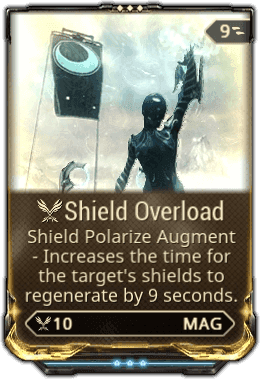 9
Shield Overload
Shield Polarize Augment
- Increases the time for
the target's shields to
regenerate by 9 seconds.
10 MAG